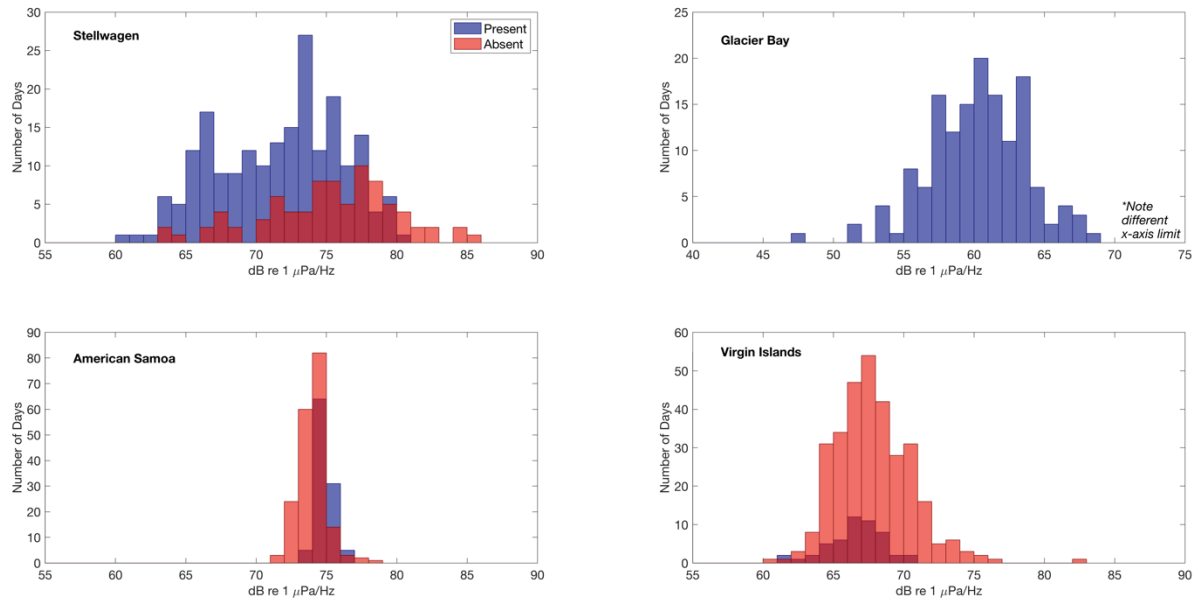 Stellwagen
Present
Absent
Number of Days
30
25
20
15
10
5
0
55 60 65 70 75 80 85 90
dB re 1 μPa/Hz
Glacier Bay
Number of Days
25
20
15
10
5
0
*Note
different
x-axis limit
40 45 50 55 60 65 70 75
dB re 1 μPa/Hz
American Samoa
Number of Days
90
80
70
60
50
40
30
20
10
0
55 60 65 70 75 80 85 90
dB re 1 μPa/Hz
Virgin Islands
Number of Days
60
50
40
30
20
10
0
55 60 65 70 75 80 85 90
dB re 1 μPa/Hz